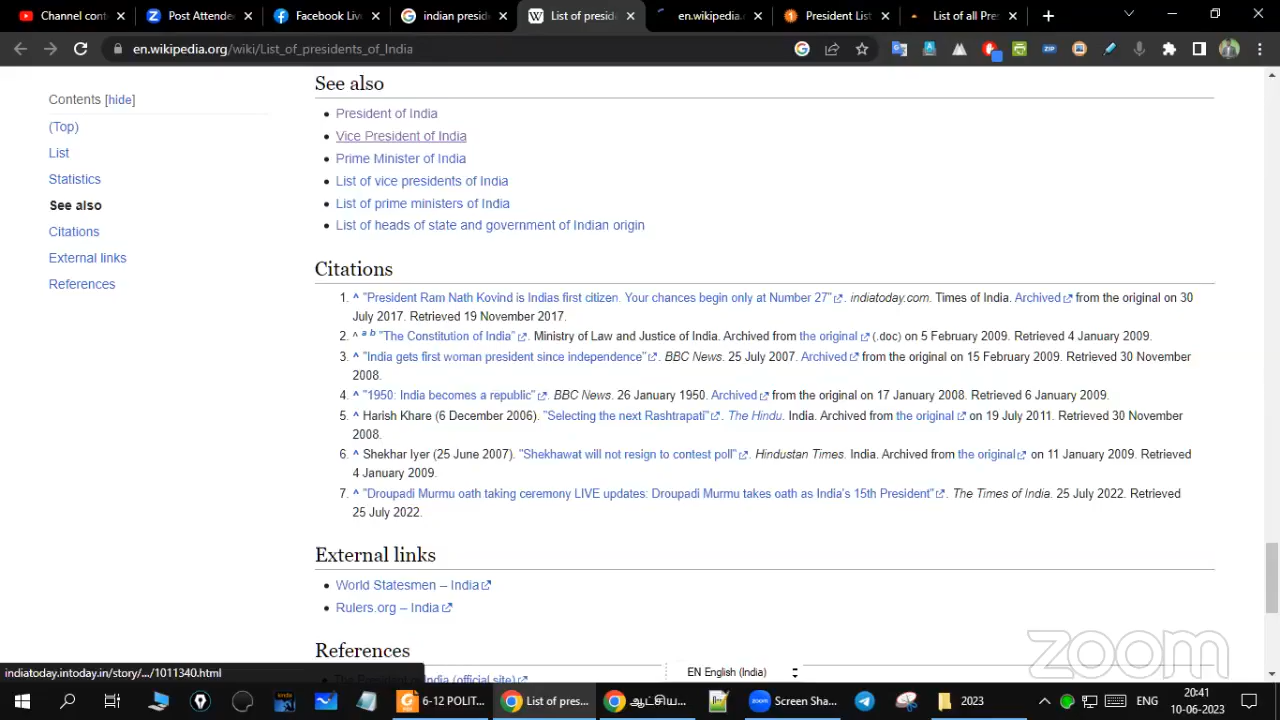 Channel conte
Post Attende
Facebook Live
indian presid
List of presid
en.wikipedia.
President List
List of all Pres
en.wikipedia.org/wiki/List_of_presidents_of_India
Contents [hide]
(Top)
List
Statistics
See also
Citations
External links
References
See also
President of India
Vice President of India
Prime Minister of India
List of vice presidents of India
List of prime ministers of India
List of heads of state and government of Indian origin
Citations
1. ^ "President Ram Nath Kovind is Indias first citizen. Your chances begin only at Number 27". indiatoday.com. Times of India. Archived from the original on 30
July 2017. Retrieved 19 November 2017.
2. ^ a b "The Constitution of India". Ministry of Law and Justice of India. Archived from the original (.doc) on 5 February 2009. Retrieved 4 January 2009.
3. ^ "India gets first woman president since independence". BBC News. 25 July 2007. Archived from the original on 15 February 2009. Retrieved 30 November
2008.
4. ^ "1950: India becomes a republic". BBC News. 26 January 1950. Archived from the original on 17 January 2008. Retrieved 6 January 2009.
5. ^ Harish Khare (6 December 2006). "Selecting the next Rashtrapati". The Hindu. India. Archived from the original on 19 July 2011. Retrieved 30 November
2008.
6. ^ Shekhar Iyer (25 June 2007). "Shekhawat will not resign to contest poll". Hindustan Times. India. Archived from the original on 11 January 2009. Retrieved
4 January 2009.
7. ^ "Droupadi Murmu oath taking ceremony LIVE updates: Droupadi Murmu takes oath as India's 15th President". The Times of India. 25 July 2022. Retrieved
25 July 2022.
External links
World Statesmen – India
Rulers.org – India
References
The President of India (official site)
zoom
indiatoday.intoday.in/story/.../1011340.html
EN English (India)
6-12 POLIT...
List of pres...
ஆட்சிய...
Screen Sha...
2023
ENG
20:41
10-06-2023